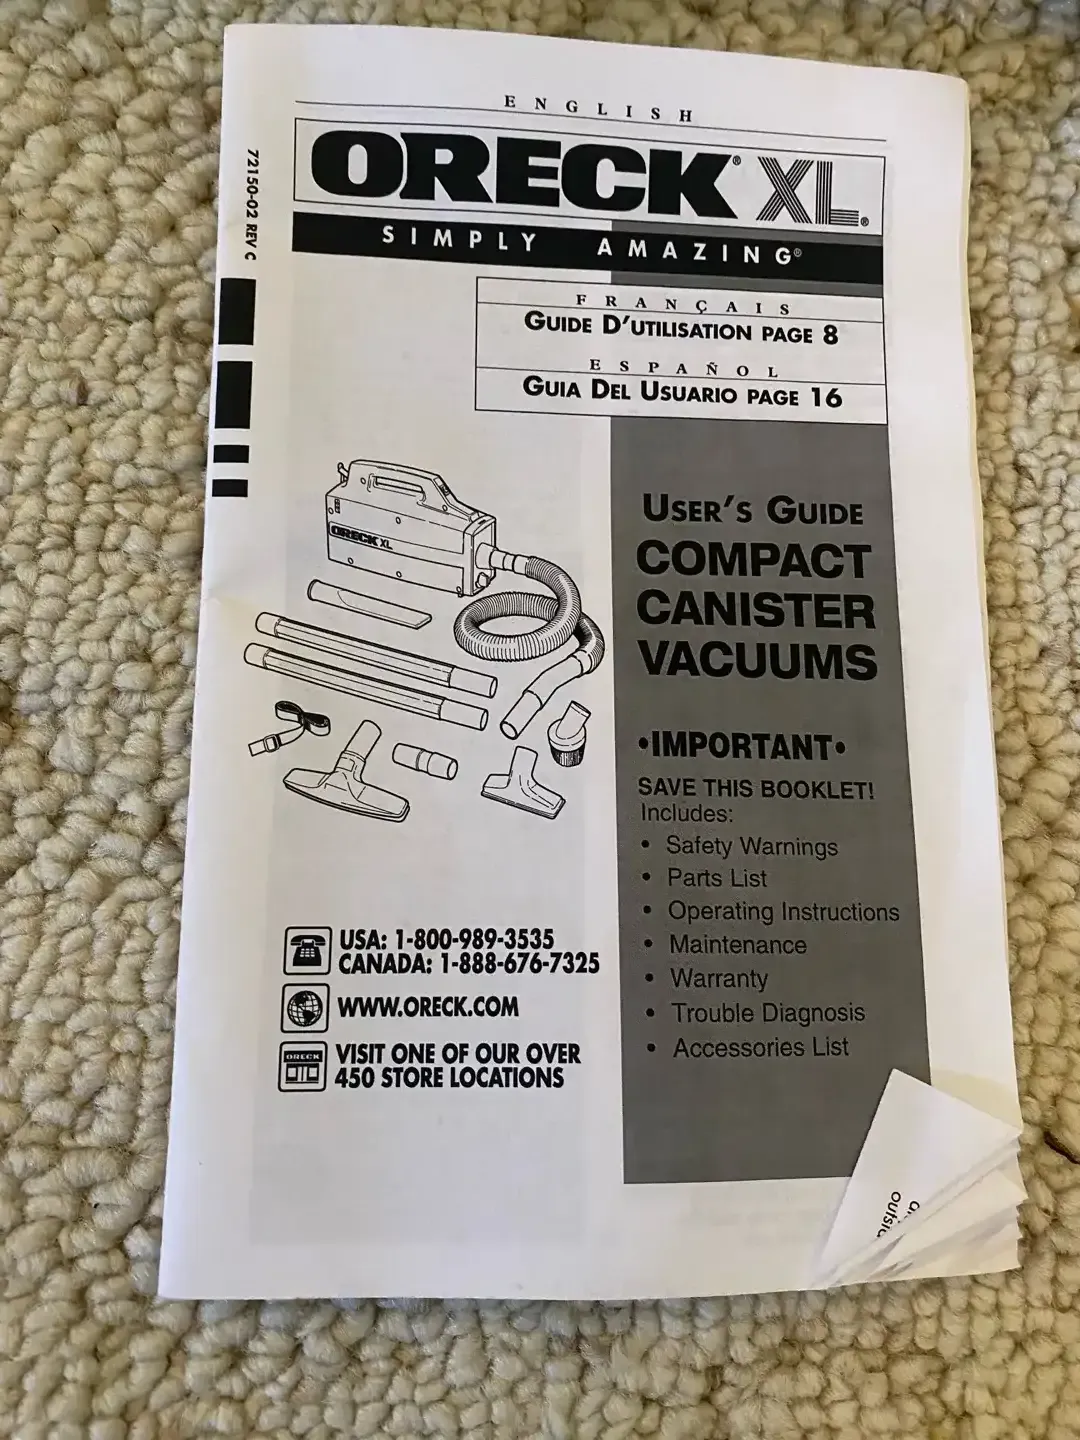 ENGLISH
ORECK® XL®
SIMPLY AMAZING®
FRANÇAIS
GUIDE D'UTILISATION PAGE 8
ESPAÑOL
GUIA DEL USUARIO PAGE 16
72150-02 REV C
ORECK XL
USER'S GUIDE
COMPACT
CANISTER
VACUUMS
•IMPORTANT•
SAVE THIS BOOKLET!
Includes:
• Safety Warnings
• Parts List
• Operating Instructions
• Maintenance
• Warranty
• Trouble Diagnosis
• Accessories List
USA: 1-800-989-3535
CANADA: 1-888-676-7325
WWW.ORECK.COM
ORECK
VISIT ONE OF OUR OVER
450 STORE LOCATIONS